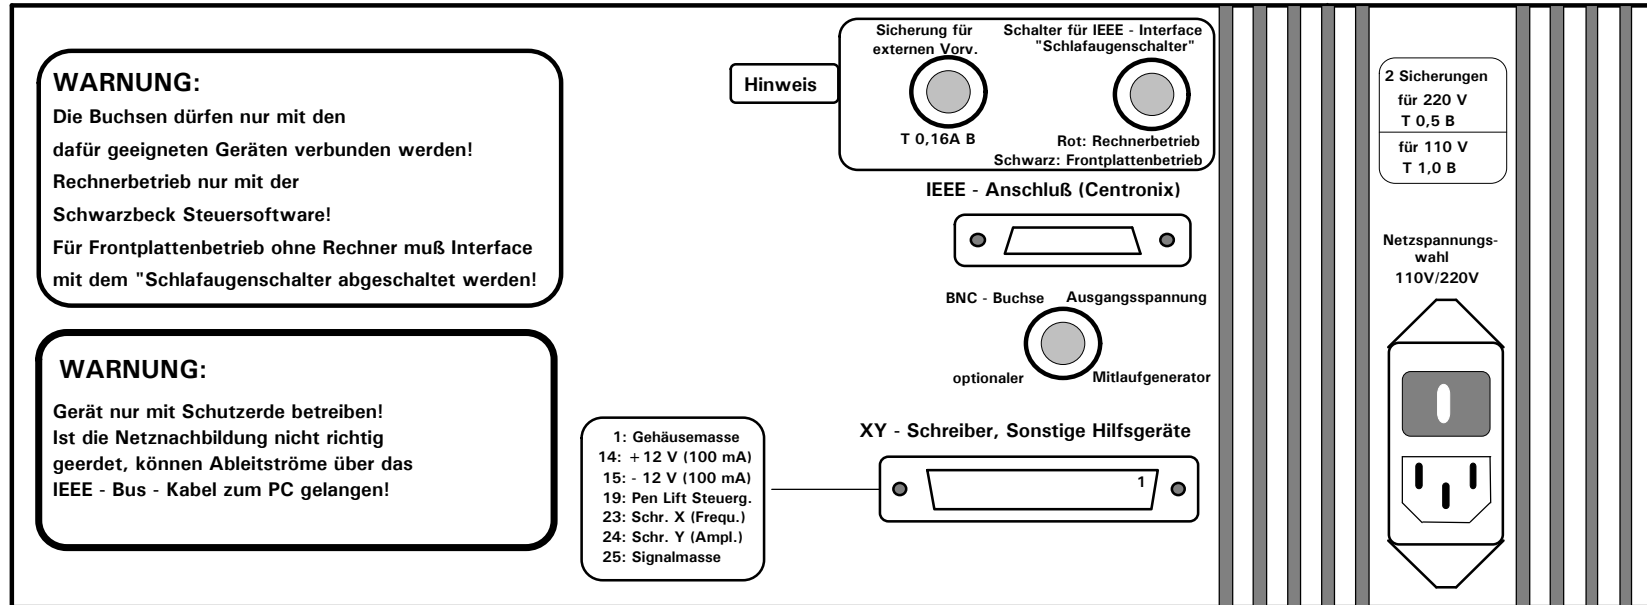 WARNUNG:
Die Buchsen dürfen nur mit den
dafür geeigneten Geräten verbunden werden!
Rechnerbetrieb nur mit der
Schwarzbeck Steuersoftware!
Für Frontplattenbetrieb ohne Rechner muß Interface
mit dem "Schlafaugenschalter abgeschaltet werden!
WARNUNG:
Gerät nur mit Schutzerde betreiben!
Ist die Netznachbildung nicht richtig
geerdet, können Ableitströme über das
IEEE - Bus - Kabel zum PC gelangen!
Hinweis
Sicherung für
externen Vorv.
T 0,16A B
Schalter für IEEE - Interface
"Schlafaugenschalter"
Rot: Rechnerbetrieb
Schwarz: Frontplattenbetrieb
IEEE - Anschluß (Centronix)
BNC - Buchse Ausgangsspannung
optionaler Mitlaufgenerator
XY - Schreiber, Sonstige Hilfsgeräte
1
1: Gehäusemasse
14: +12 V (100 mA)
15: - 12 V (100 mA)
19: Pen Lift Steuerg.
23: Schr. X (Frequ.)
24: Schr. Y (Ampl.)
25: Signalmasse
2 Sicherungen
für 220 V
T 0,5 B
für 110 V
T 1,0 B
Netzspannungs-
wahl
110V/220V